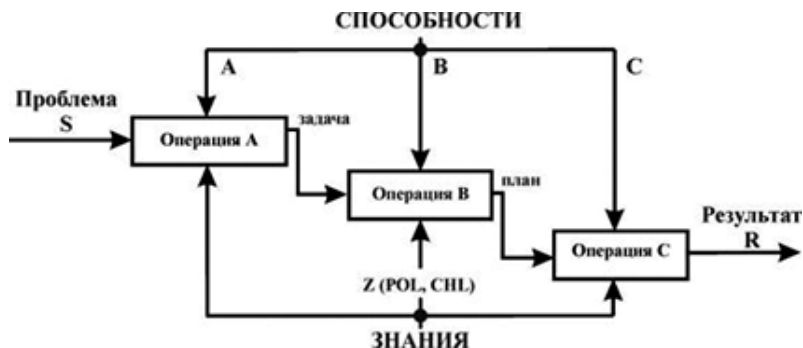 СПОСОБНОСТИ
A
B
C
Проблема
S
Операция A
задача
Операция B
план
Операция C
Результат
R
Z (POL, CHL)
ЗНАНИЯ